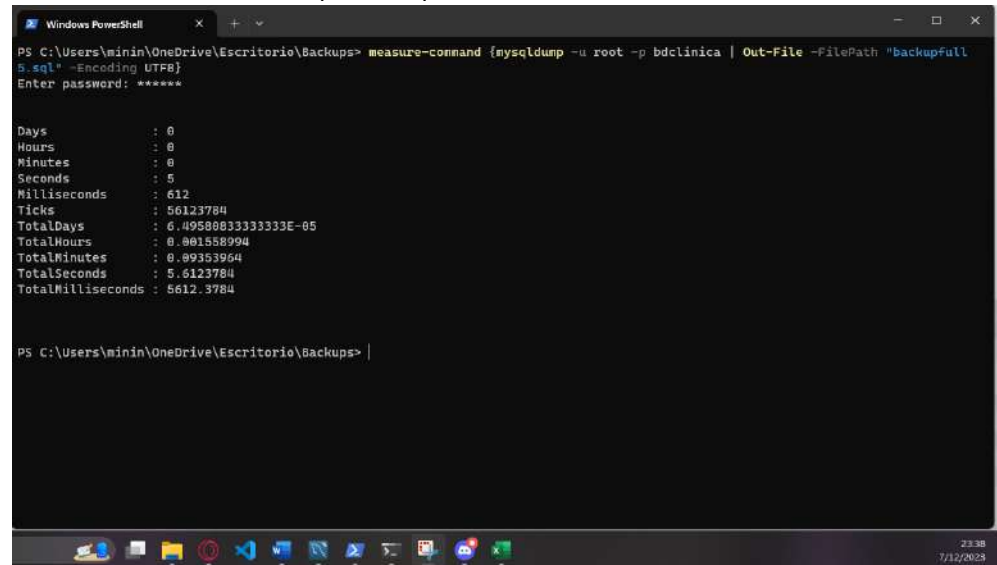 Windows PowerShell
PS C:\Users\minin\OneDrive\Escritorio\Backups> measure-command {mysqldump -u root -p bdclinica | Out-File -FilePath "backupfull
5.sql" -Encoding UTF8}
Enter password: ******
Days : 0
Hours : 0
Minutes : 0
Seconds : 5
Milliseconds : 612
Ticks : 56123784
TotalDays : 6.49580833333333E-05
TotalHours : 0.001558994
TotalMinutes : 0.09353964
TotalSeconds : 5.6123784
TotalMilliseconds : 5612.3784
PS C:\Users\minin\OneDrive\Escritorio\Backups>
23:38
7/12/2023